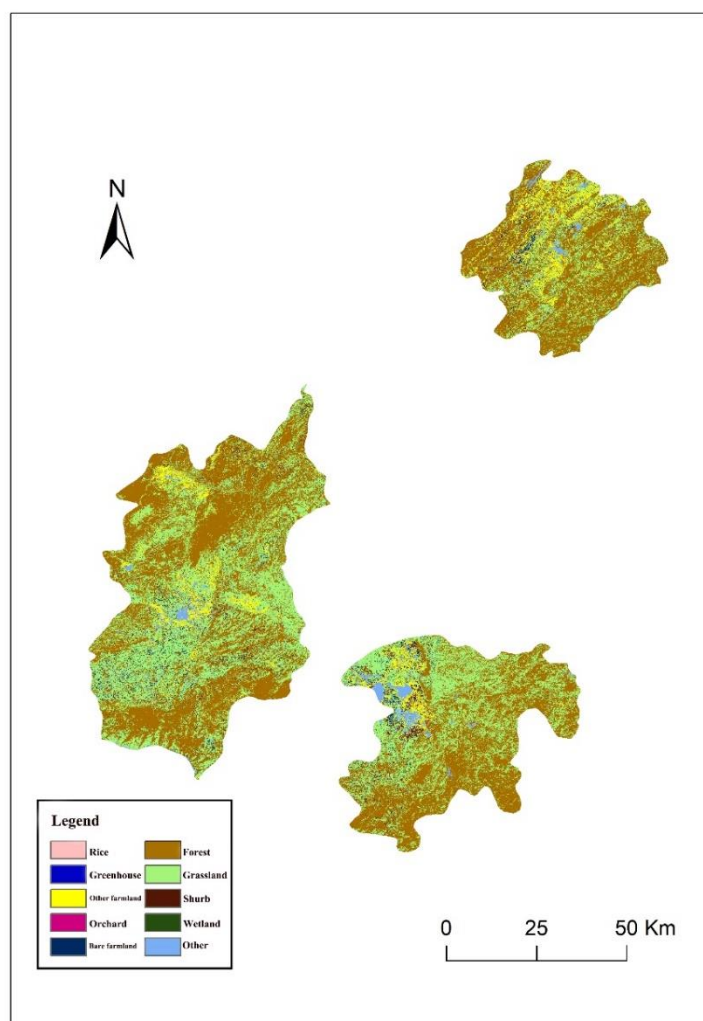 N
Legend
Rice
Forest
Greenhouse
Grassland
Other farmland
Shurb
Orchard
Wetland
Bare farmland
Other
0 25 50 Km